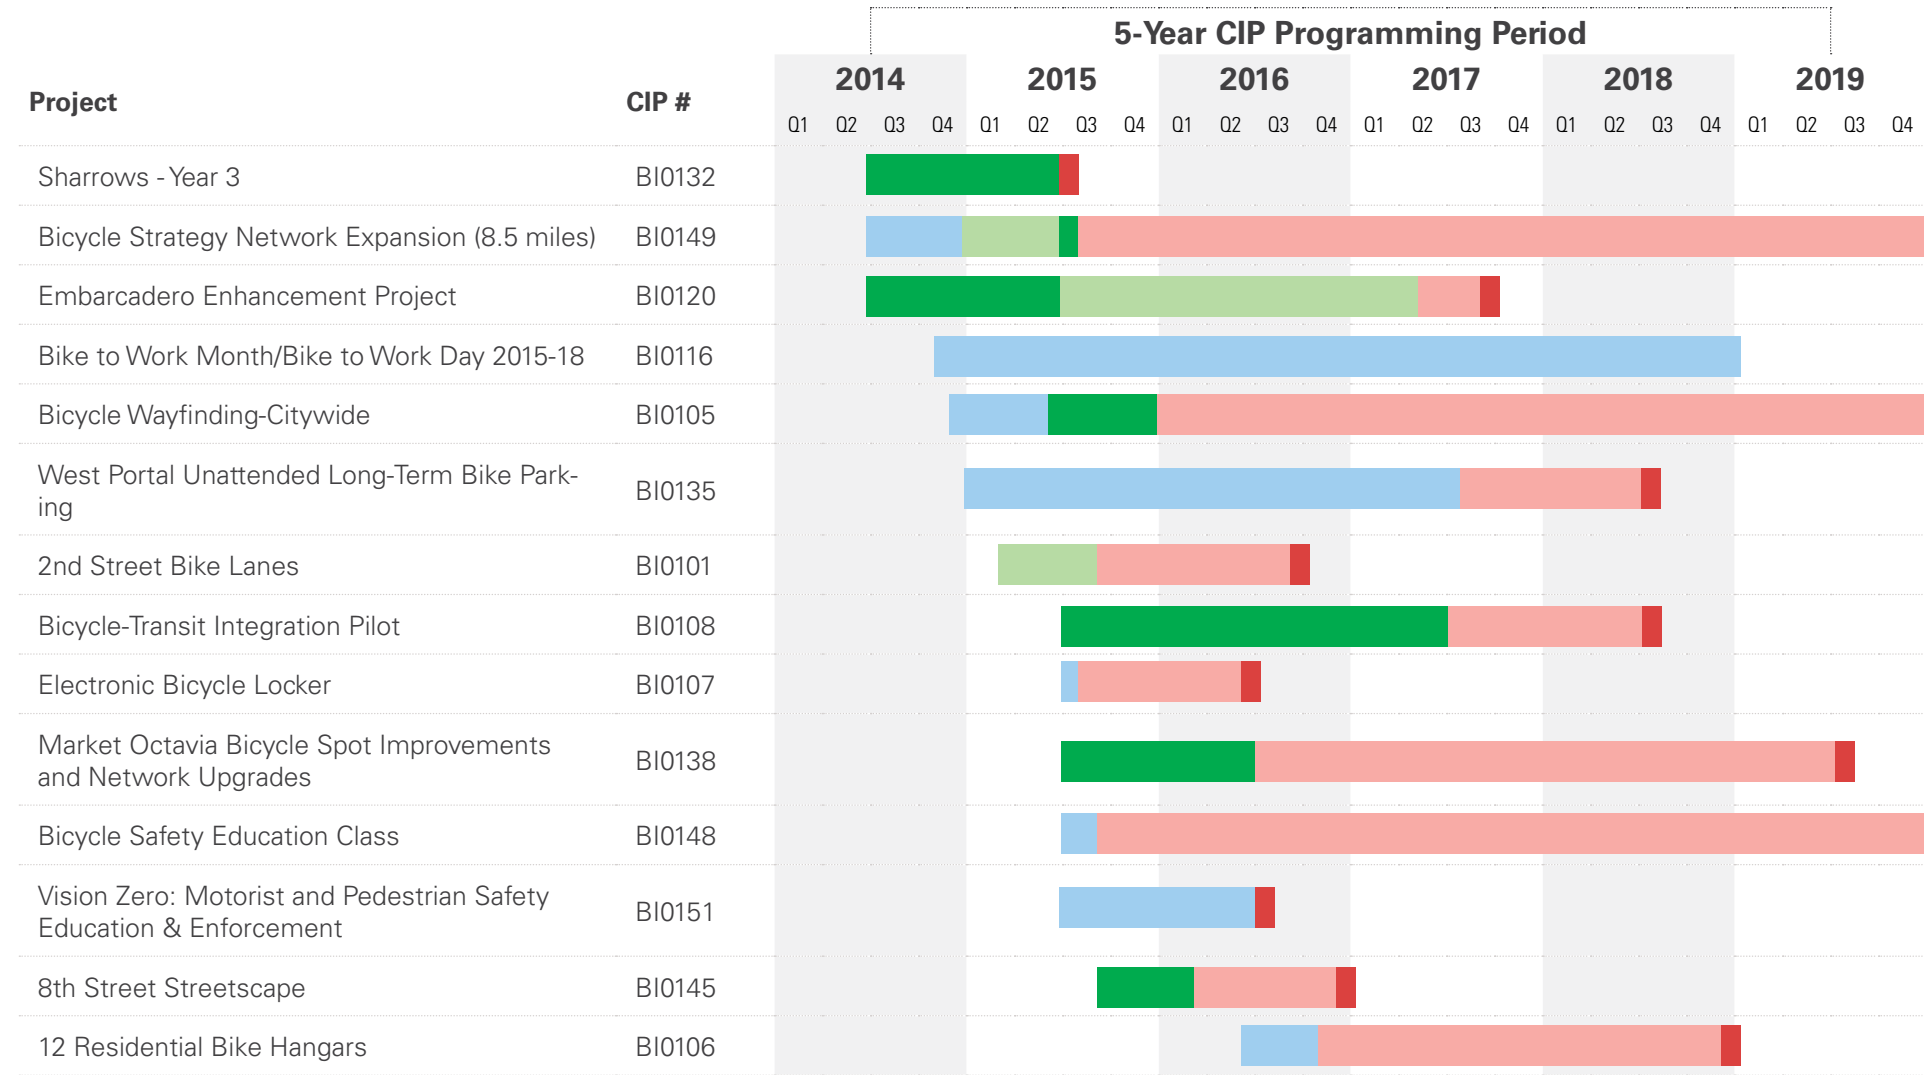 5-Year CIP Programming Period
2014 2015 2016 2017 2018 2019
Project CIP #
Q1 Q2 Q3 Q4 Q1 Q2 Q3 Q4 Q1 Q2 Q3 Q4 Q1 Q2 Q3 Q4 Q1 Q2 Q3 Q4 Q1 Q2 Q3 Q4
Sharrows - Year 3 BI0132
Bicycle Strategy Network Expansion (8.5 miles) BI0149
Embarcadero Enhancement Project BI0120
Bike to Work Month/Bike to Work Day 2015-18 BI0116
Bicycle Wayfinding-Citywide BI0105
West Portal Unattended Long-Term Bike Park-
ing BI0135
2nd Street Bike Lanes BI0101
Bicycle-Transit Integration Pilot BI0108
Electronic Bicycle Locker BI0107
Market Octavia Bicycle Spot Improvements
and Network Upgrades BI0138
Bicycle Safety Education Class BI0148
Vision Zero: Motorist and Pedestrian Safety
Education & Enforcement BI0151
8th Street Streetscape BI0145
12 Residential Bike Hangars BI0106